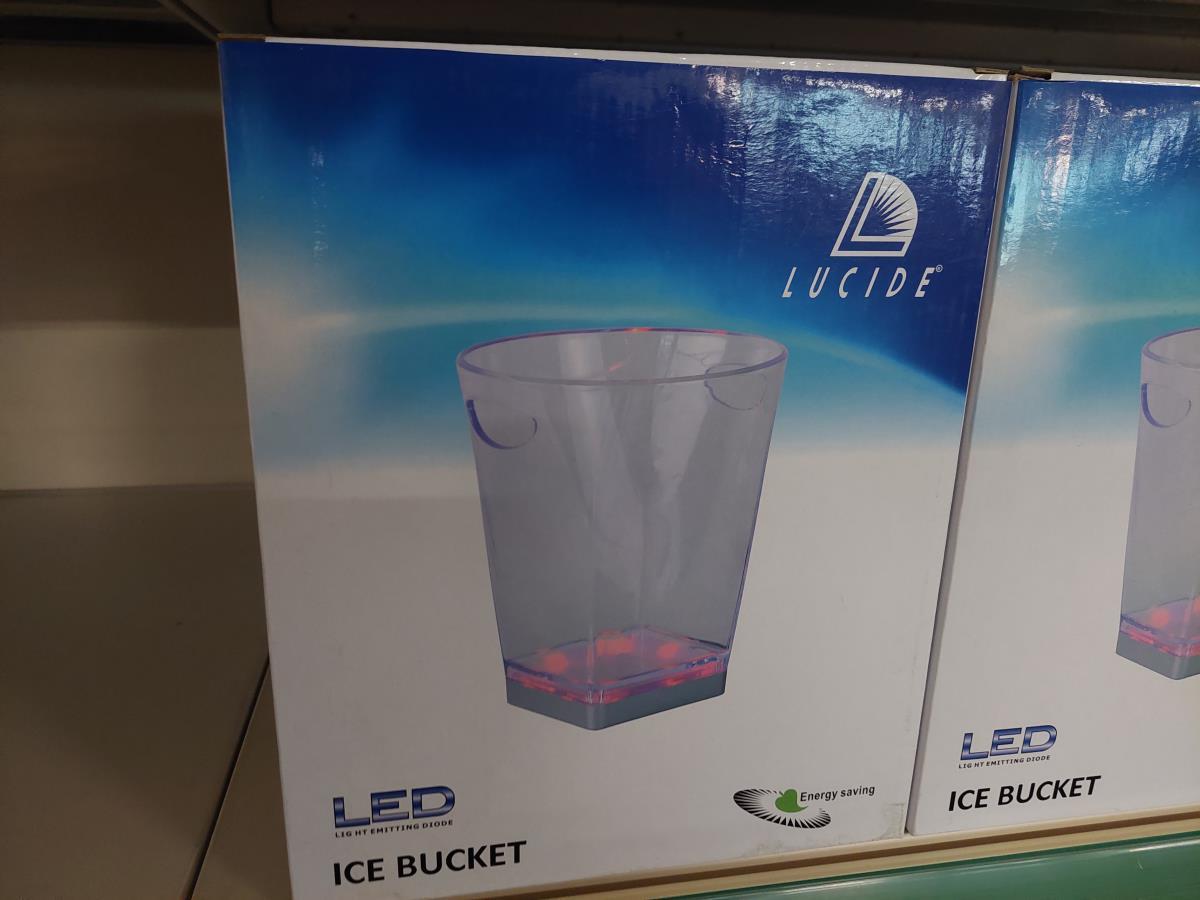 LUCIDE®
LED
LIGHT EMITTING DIODE
ICE BUCKET
Energy saving
LED
LIGHT EMITTING DIODE
ICE BUCKET